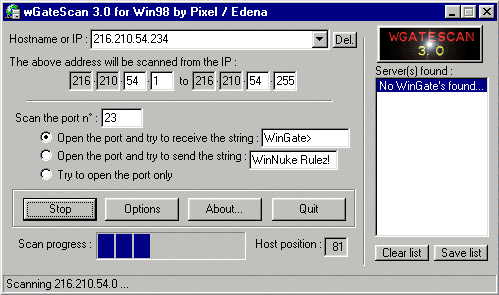 wGateScan 3.0 for Win98 by Pixel / Edena
Hostname or IP : 216.210.54.234 Del.
WGATESCAN
3.0
The above address will be scanned from the IP :
216 . 210 . 54 . 1 to 216 . 210 . 54 . 255
Server(s) found :
No WinGate's found...
Scan the port n° : 23
Open the port and try to receive the string : WinGate>
Open the port and try to send the string : WinNuke Rulez!
Try to open the port only
Stop Options About... Quit
Scan progress : Host position : 81
Clear list Save list
Scanning 216.210.54.0 ...